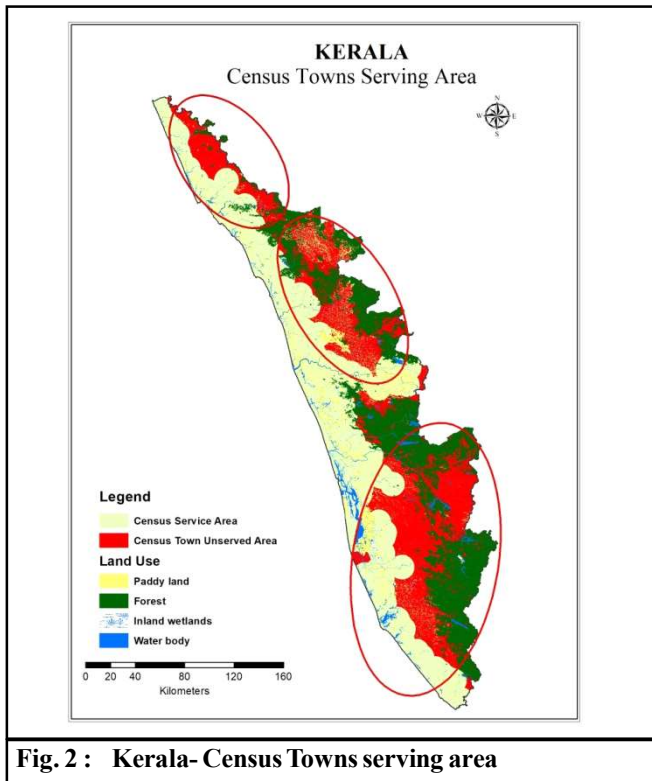 KERALA
Census Towns Serving Area
N
W E
S
Legend
Census Service Area
Census Town Unserved Area
Land Use
Paddy land
Forest
Inland wetlands
Water body
0 20 40 80 120 160
Kilometers
Fig. 2 : Kerala- Census Towns serving area